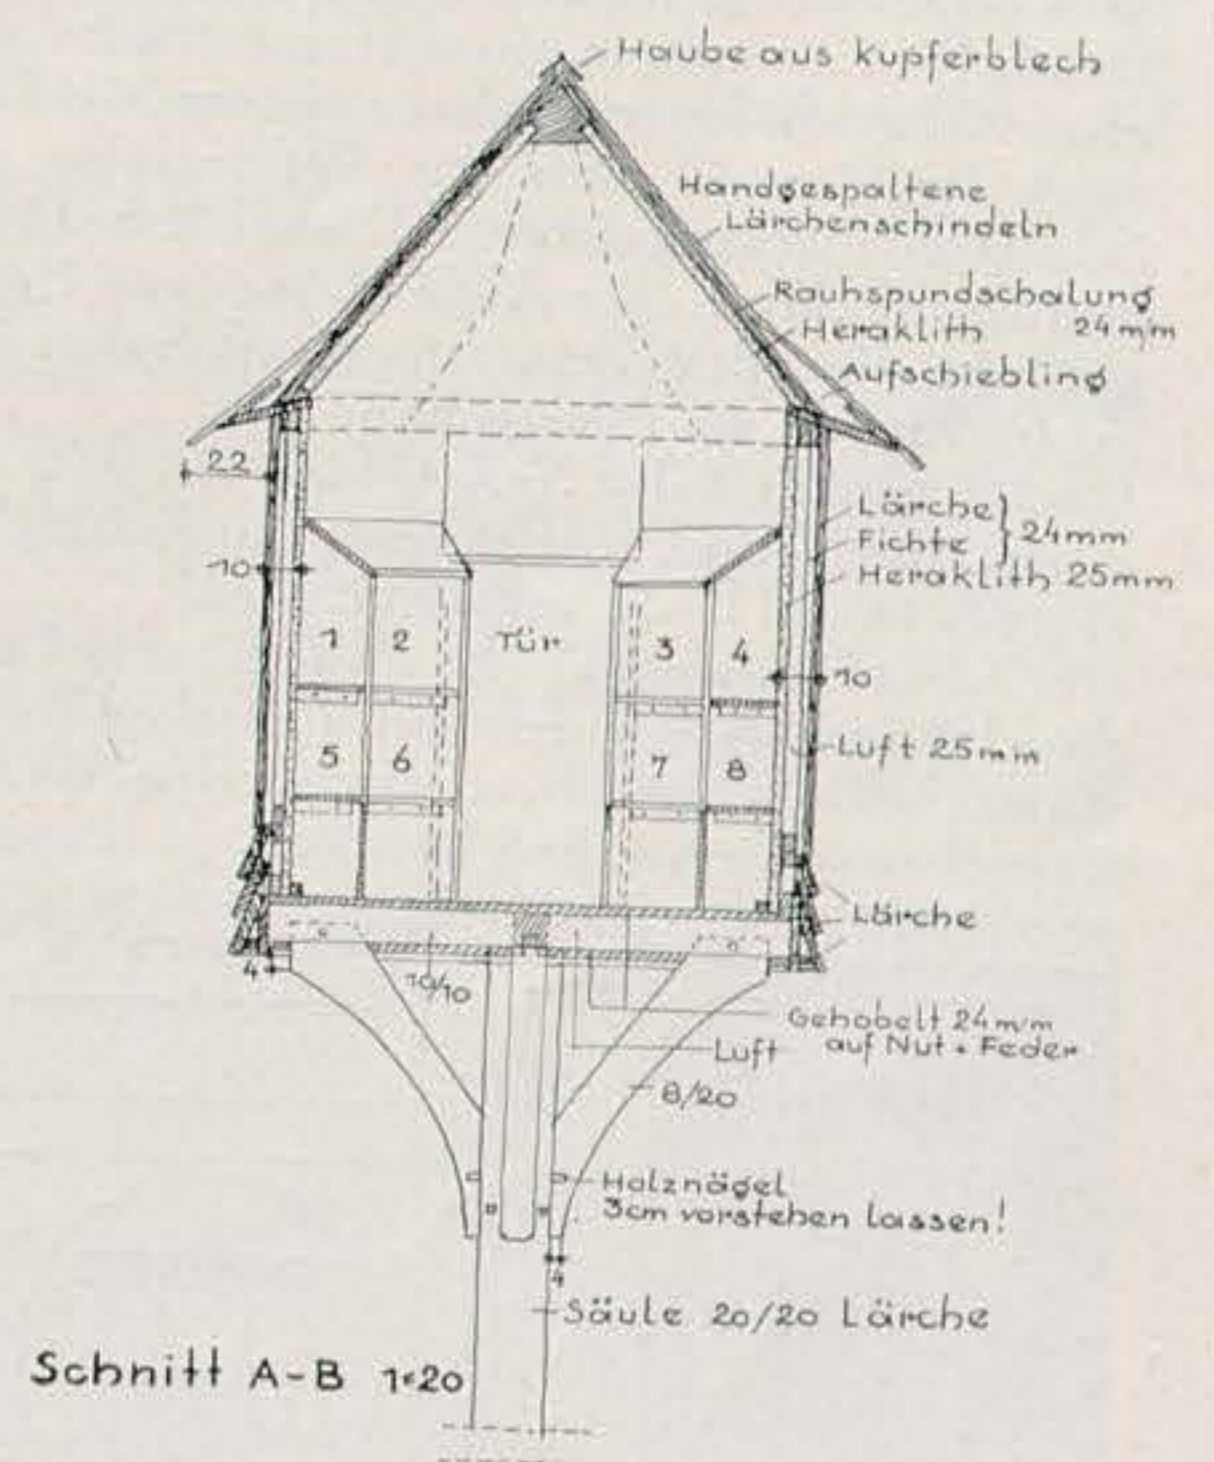 Haube aus Kupferblech
Handgespaltene
Lärchenschindeln
Rauhspundschalung
Heraklith 24 m/m
Aufschiebling
22
Lärche } 24mm
Fichte
Heraklith 25mm
10
1 2 Tür 3 4
10
5 6 7 8
Luft 25mm
Lärche
4
10/10
Gehobelt 24 m/m
auf Nut + Feder
Luft
8/20
Holznägel
3cm vorstehen lassen!
4
Säule 20/20 Lärche
Schnitt A-B 1:20